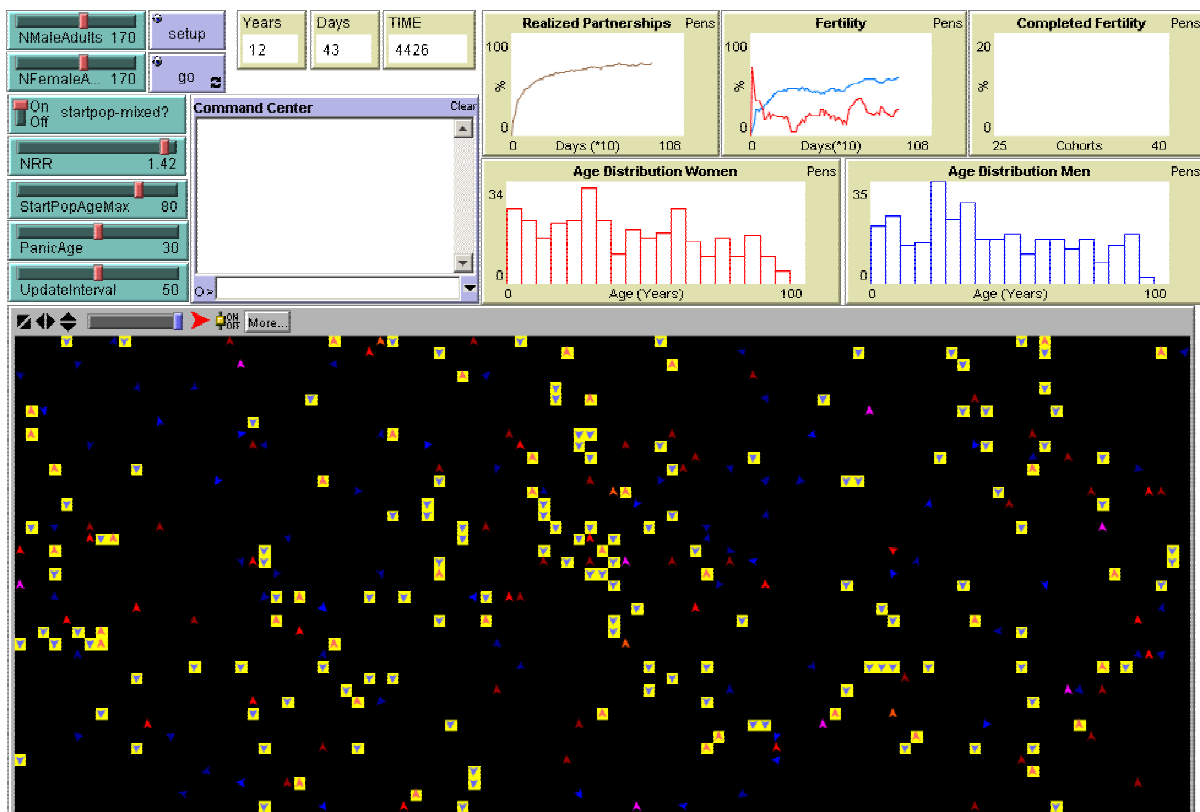 NMaleAdults 170
setup
NFemaleA... 170
go
Years
12
Days
43
TIME
4426
On
Off
startpop-mixed?
NRR 1.42
StartPopAgeMax 80
PanicAge 30
UpdateInterval 50
Command Center Clear
O>
Realized Partnerships Pens
100
%
0
0 Days (*10) 108
Fertility Pens
100
%
0
0 Days(*10) 108
Completed Fertility Pens
20
%
0
25 Cohorts 40
Age Distribution Women Pens
34
0
0 Age (Years) 100
Age Distribution Men Pens
35
0
0 Age (Years) 100
ON
OFF
More...